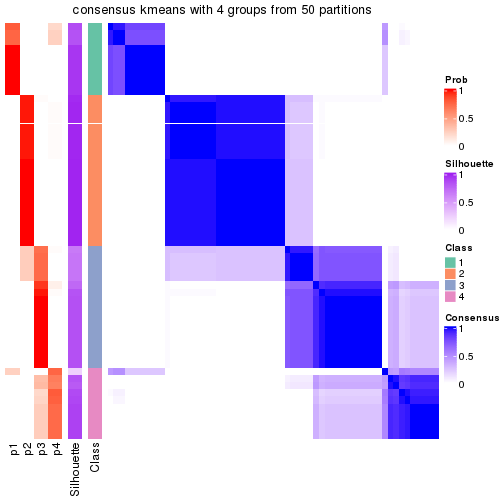 consensus kmeans with 4 groups from 50 partitions
Prob
1
0.5
0
Silhouette
1
0.5
0
Class
1
2
3
4
Consensus
1
0.5
0
p1
p2
p3
p4
Silhouette
Class